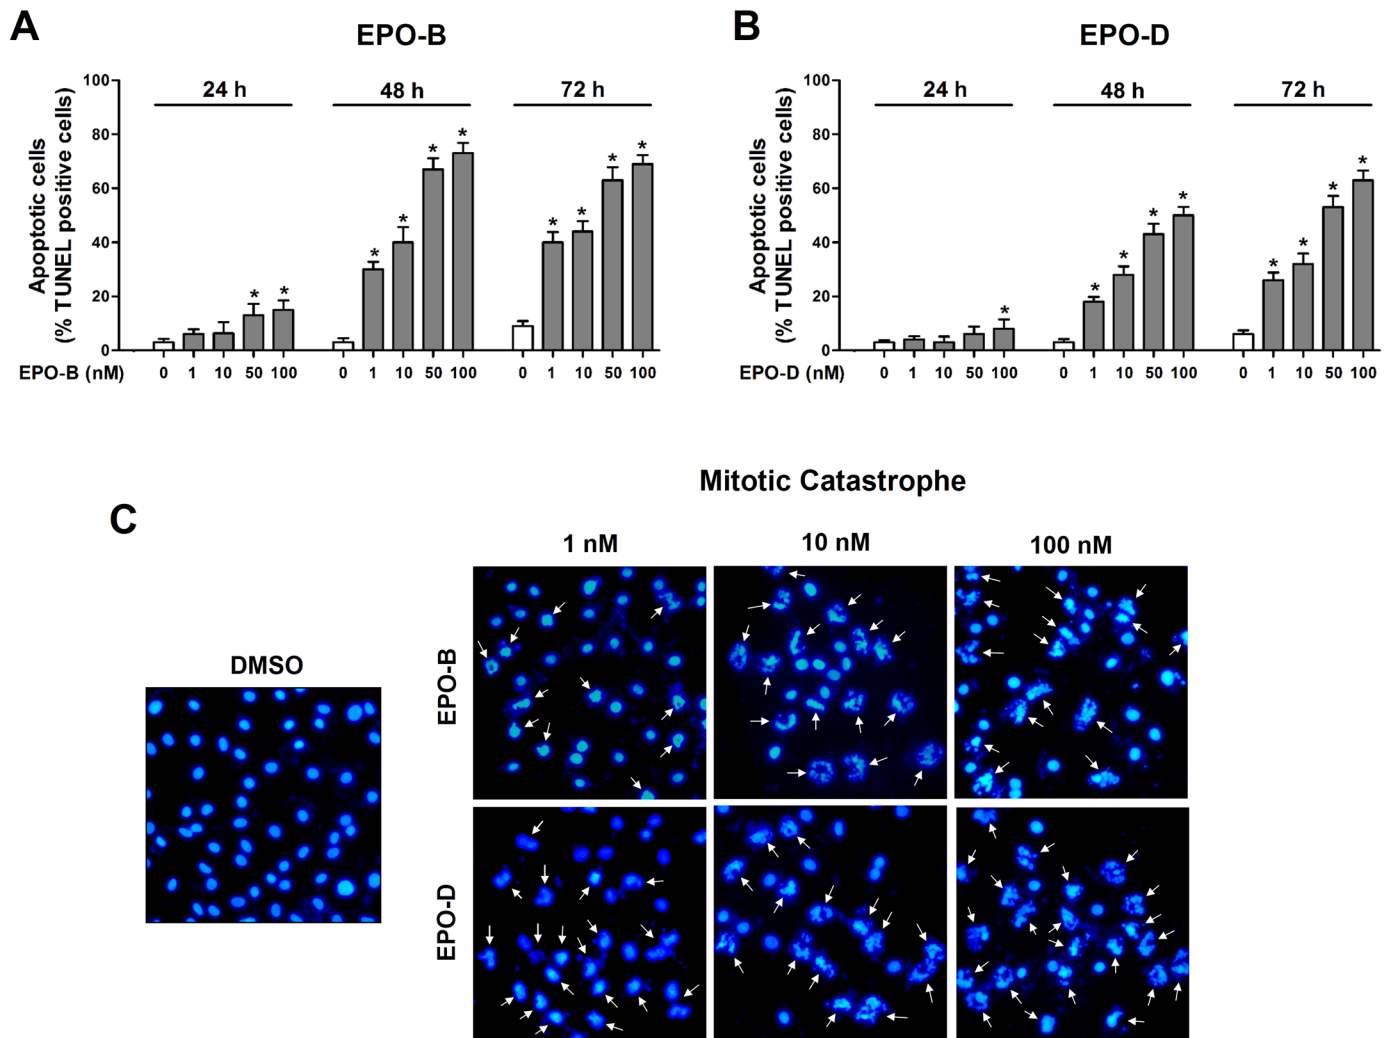 A
EPO-B
Apoptotic cells
(% TUNEL positive cells)
100
80
60
40
20
0
24 h
48 h
72 h
* * * * * * * * * *
EPO-B (nM) 0 1 10 50 100 0 1 10 50 100 0 1 10 50 100
B
EPO-D
Apoptotic cells
(% TUNEL positive cells)
100
80
60
40
20
0
24 h
48 h
72 h
* * * * * * * * *
EPO-D (nM) 0 1 10 50 100 0 1 10 50 100 0 1 10 50 100
Mitotic Catastrophe
C
1 nM 10 nM 100 nM
DMSO
EPO-B
EPO-D